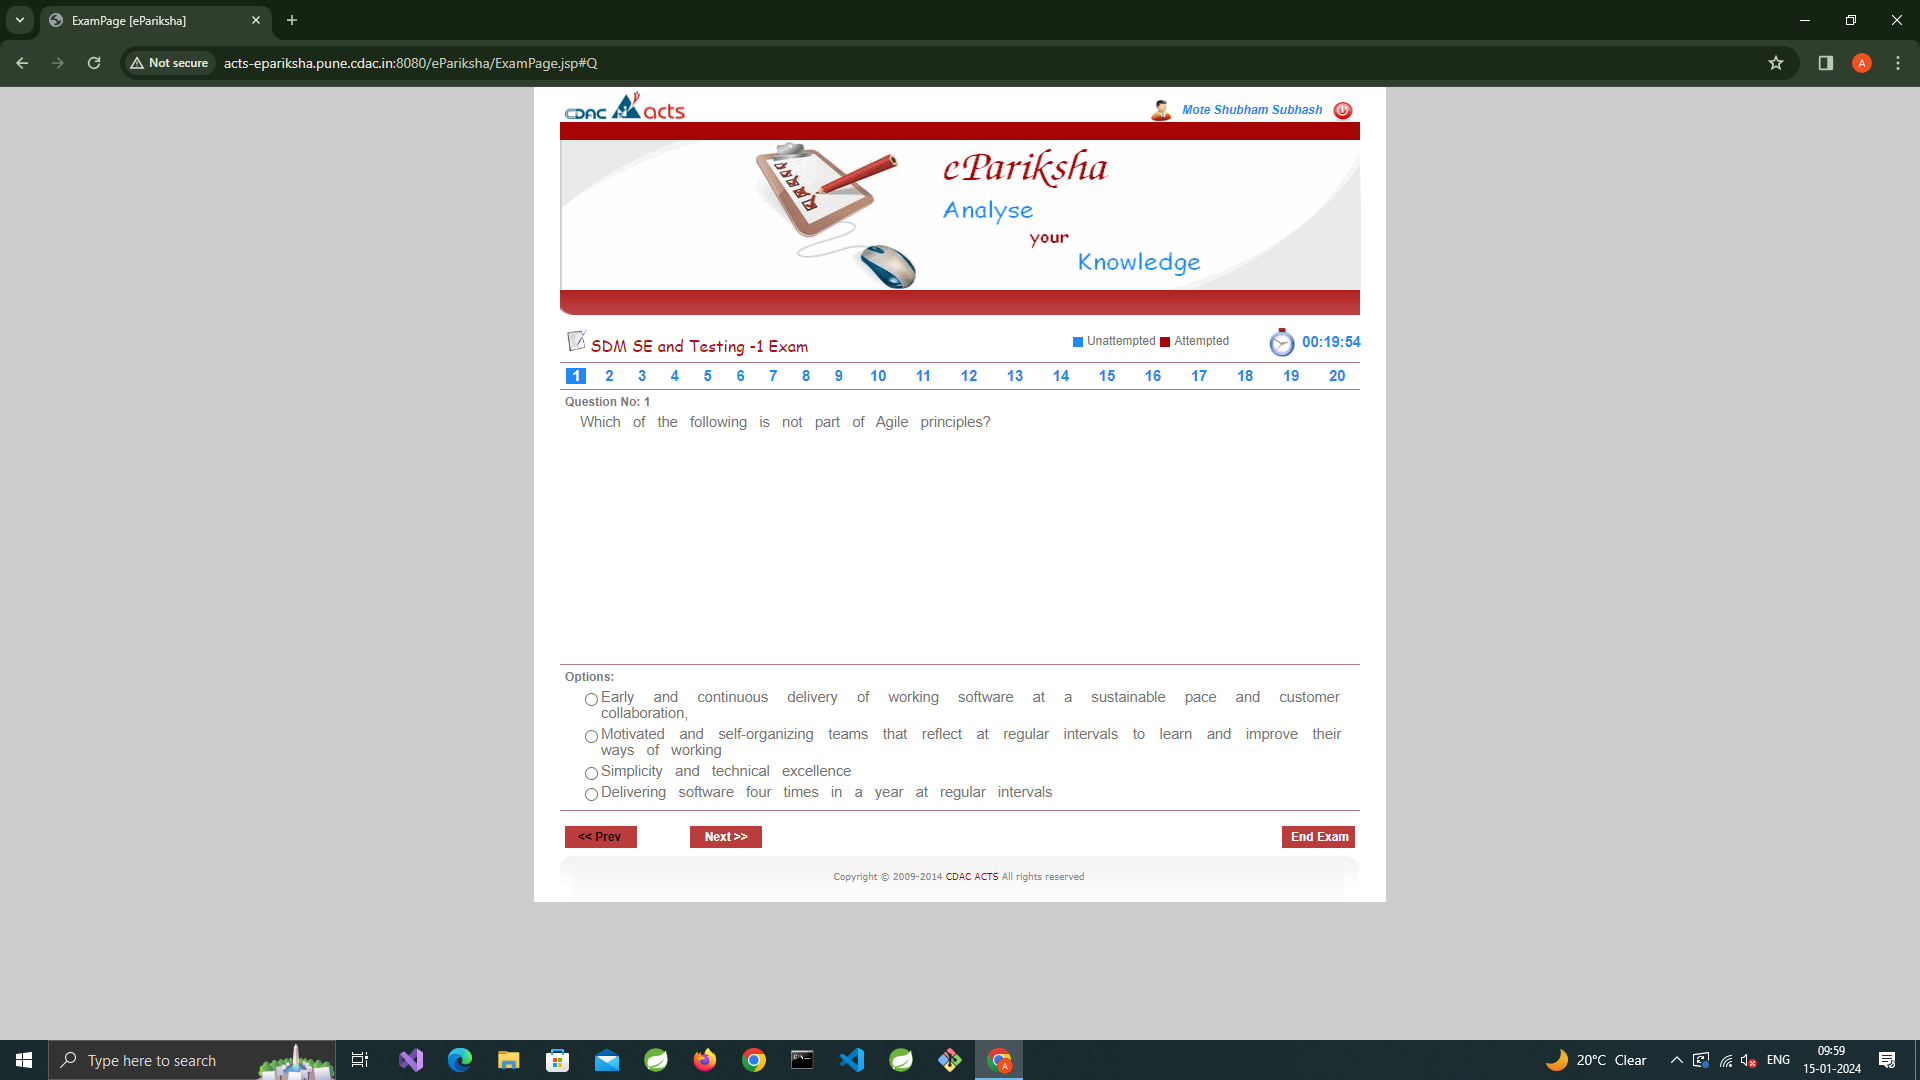 ExamPage [ePariksha]
Not secure acts-epariksha.pune.cdac.in:8080/ePariksha/ExamPage.jsp#Q
A
CDAC acts
Mote Shubham Subhash
ePariksha
Analyse
your
Knowledge
SDM SE and Testing -1 Exam
Unattempted Attempted
00:19:54
1 2 3 4 5 6 7 8 9 10 11 12 13 14 15 16 17 18 19 20
Question No: 1
Which of the following is not part of Agile principles?
Options:
Early and continuous delivery of working software at a sustainable pace and customer
collaboration,
Motivated and self-organizing teams that reflect at regular intervals to learn and improve their
ways of working
Simplicity and technical excellence
Delivering software four times in a year at regular intervals
<< Prev
Next >>
End Exam
Copyright © 2009-2014 CDAC ACTS All rights reserved
Type here to search
A
20°C Clear
ENG
09:59
15-01-2024